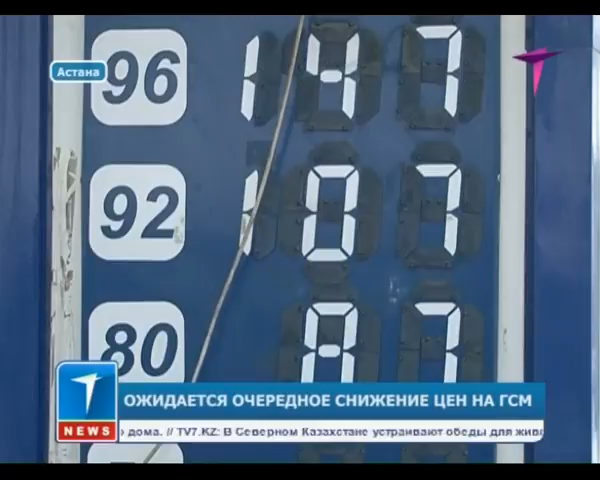 Астана
96 147
92 107
80 87
ОЖИДАЕТСЯ ОЧЕРЕДНОЕ СНИЖЕНИЕ ЦЕН НА ГСМ
NEWS
дома. // TV7.KZ: В Северном Казахстане устраивают обеды для